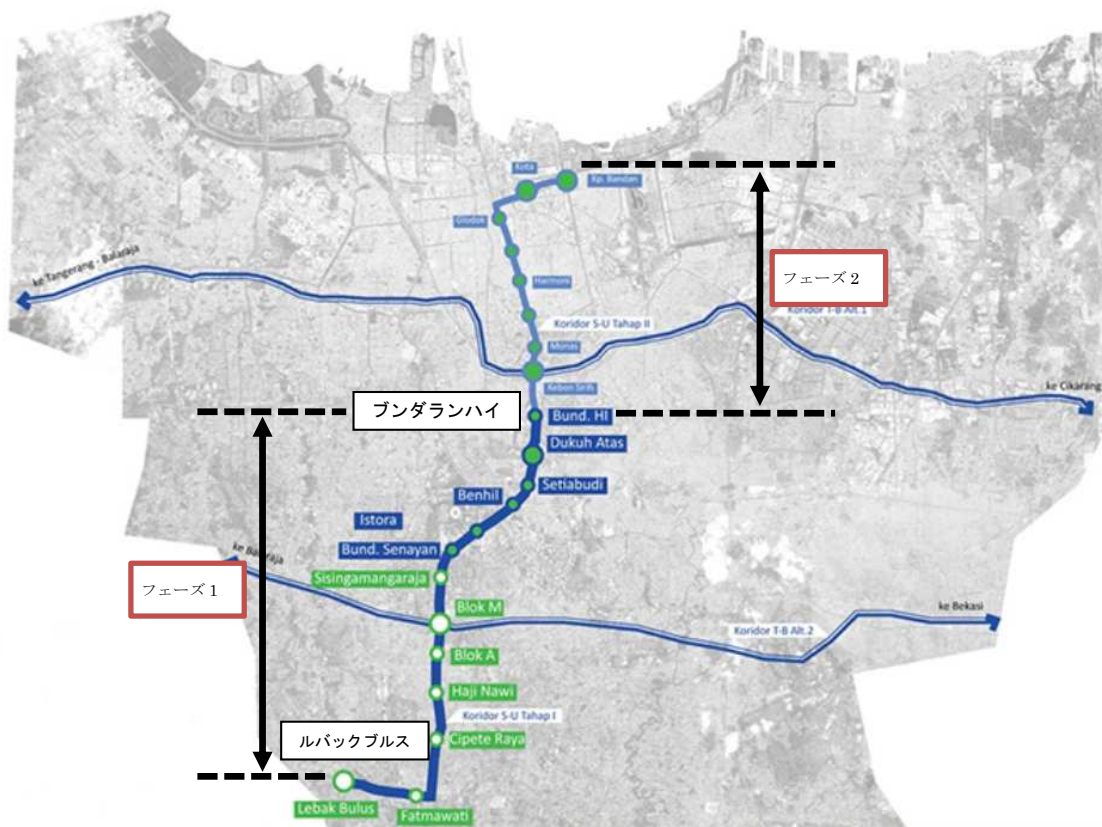 Kota
Kp. Bandan
Glodok
ke Tangerang - Balaraja
Harmoni
フェーズ 2
Koridor S-U Tahap II
Koridor T-B Alt.1
Monas
Kebon Sirih
ke Cikarang
ブンダランハイ
Bund. HI
Dukuh Atas
Setiabudi
Benhil
Istora
Bund. Senayan
ke Balaraja
Sisingamangaraja
フェーズ 1
Blok M
ke Bekasi
Koridor T-B Alt.2
Blok A
Haji Nawi
Koridor S-U Tahap I
ルバックブルス
Cipete Raya
Lebak Bulus
Fatmawati